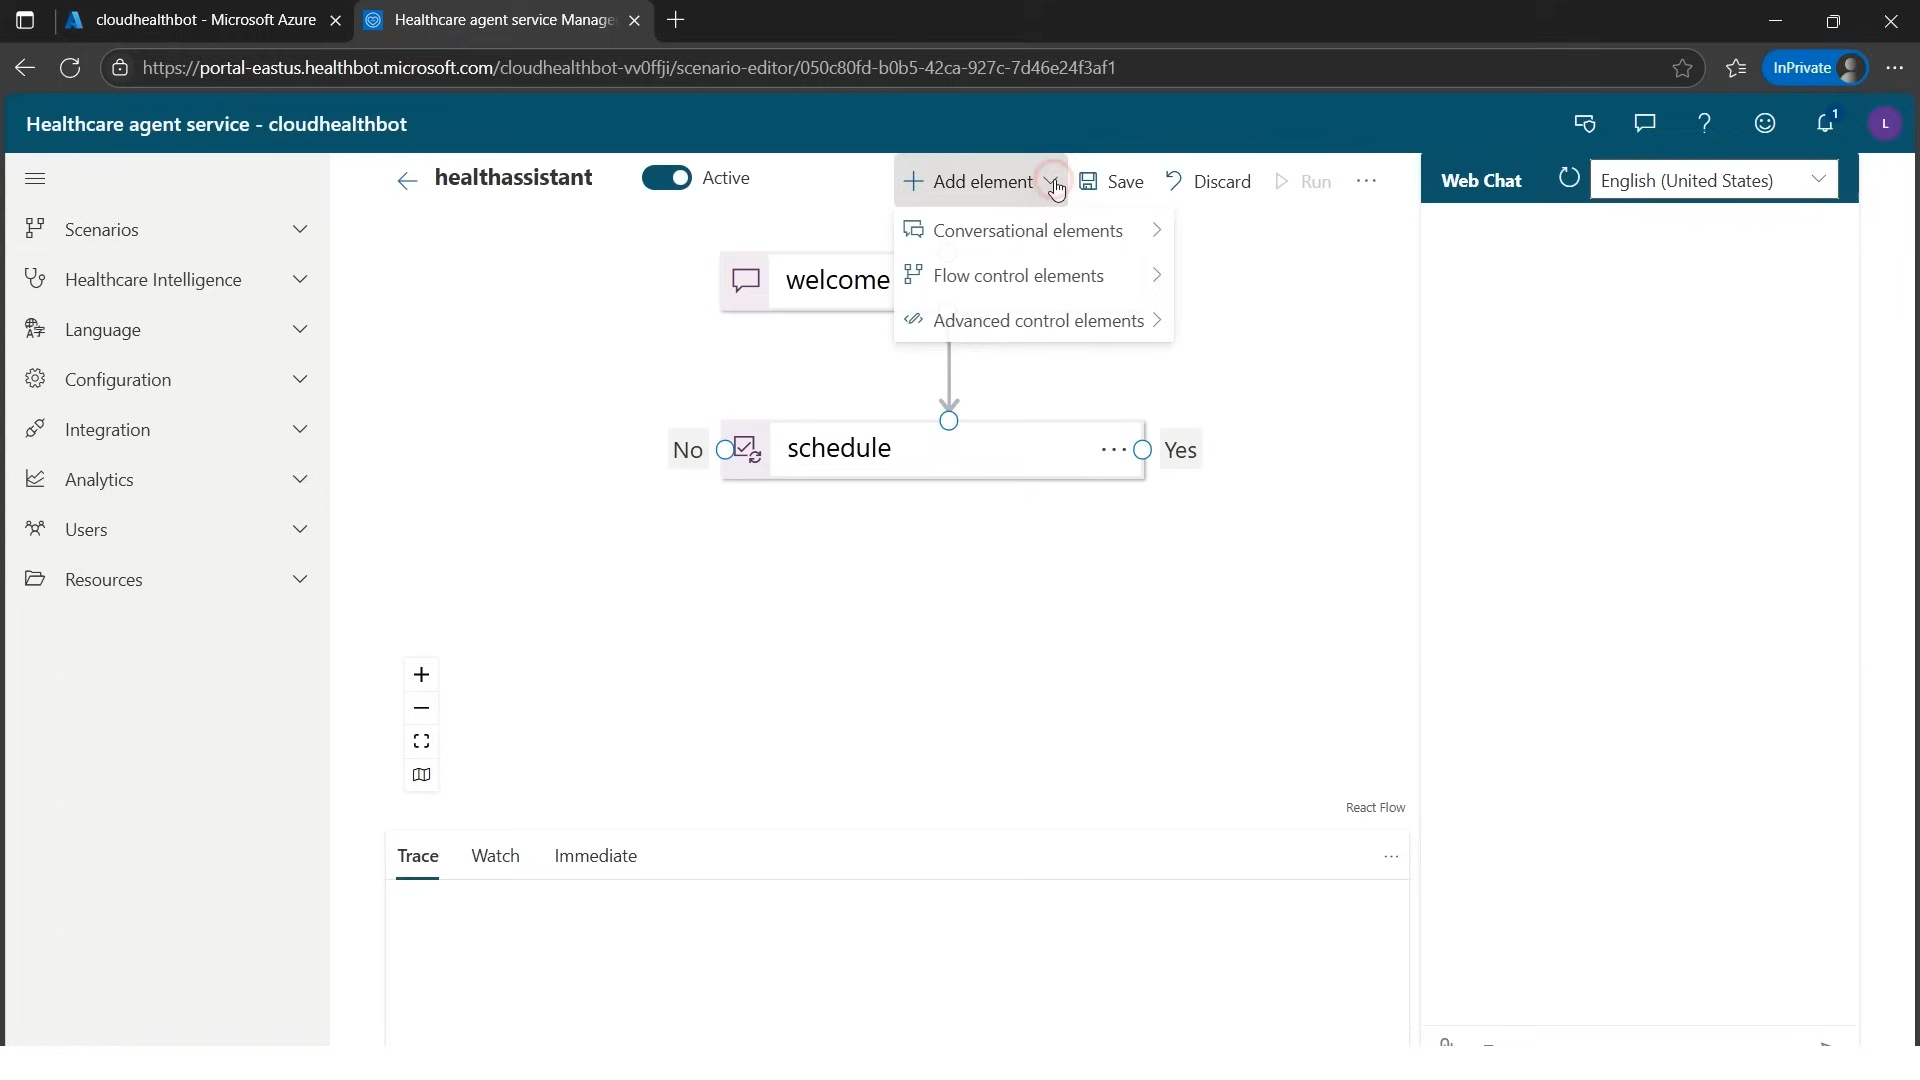 cloudhealthbot - Microsoft Azure
Healthcare agent service Manage
https://portal-eastus.healthbot.microsoft.com/cloudhealthbot-vv0ffji/scenario-editor/050c80fd-b0b5-42ca-927c-7d46e24f3af1
InPrivate
Healthcare agent service - cloudhealthbot
1
L
healthassistant
Active
Add element
Save
Discard
Run
Web Chat
English (United States)
Scenarios
Healthcare Intelligence
Language
Configuration
Integration
Analytics
Users
Resources
Conversational elements
Flow control elements
Advanced control elements
welcome
No
schedule
Yes
React Flow
Trace
Watch
Immediate